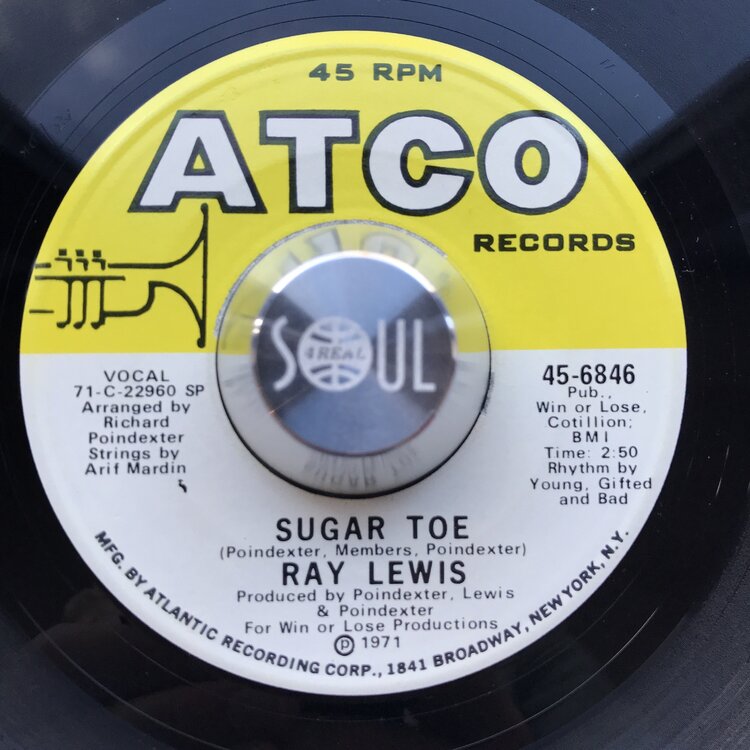 45 RPM
ATCO
RECORDS
SOUL
4REAL
VOCAL
71-C-22960 SP
Arranged by
Richard
Poindexter
Strings by
Arif Mardin
45-6846
Pub.,
Win or Lose,
Cotillion;
BMI
Time: 2:50
Rhythm by
Young, Gifted
and Bad
SUGAR TOE
(Poindexter, Members, Poindexter)
RAY LEWIS
Produced by Poindexter, Lewis
& Poindexter
For Win or Lose Productions
℗ 1971
MFG. BY ATLANTIC RECORDING CORP., 1841 BROADWAY, NEW YORK, N.Y.